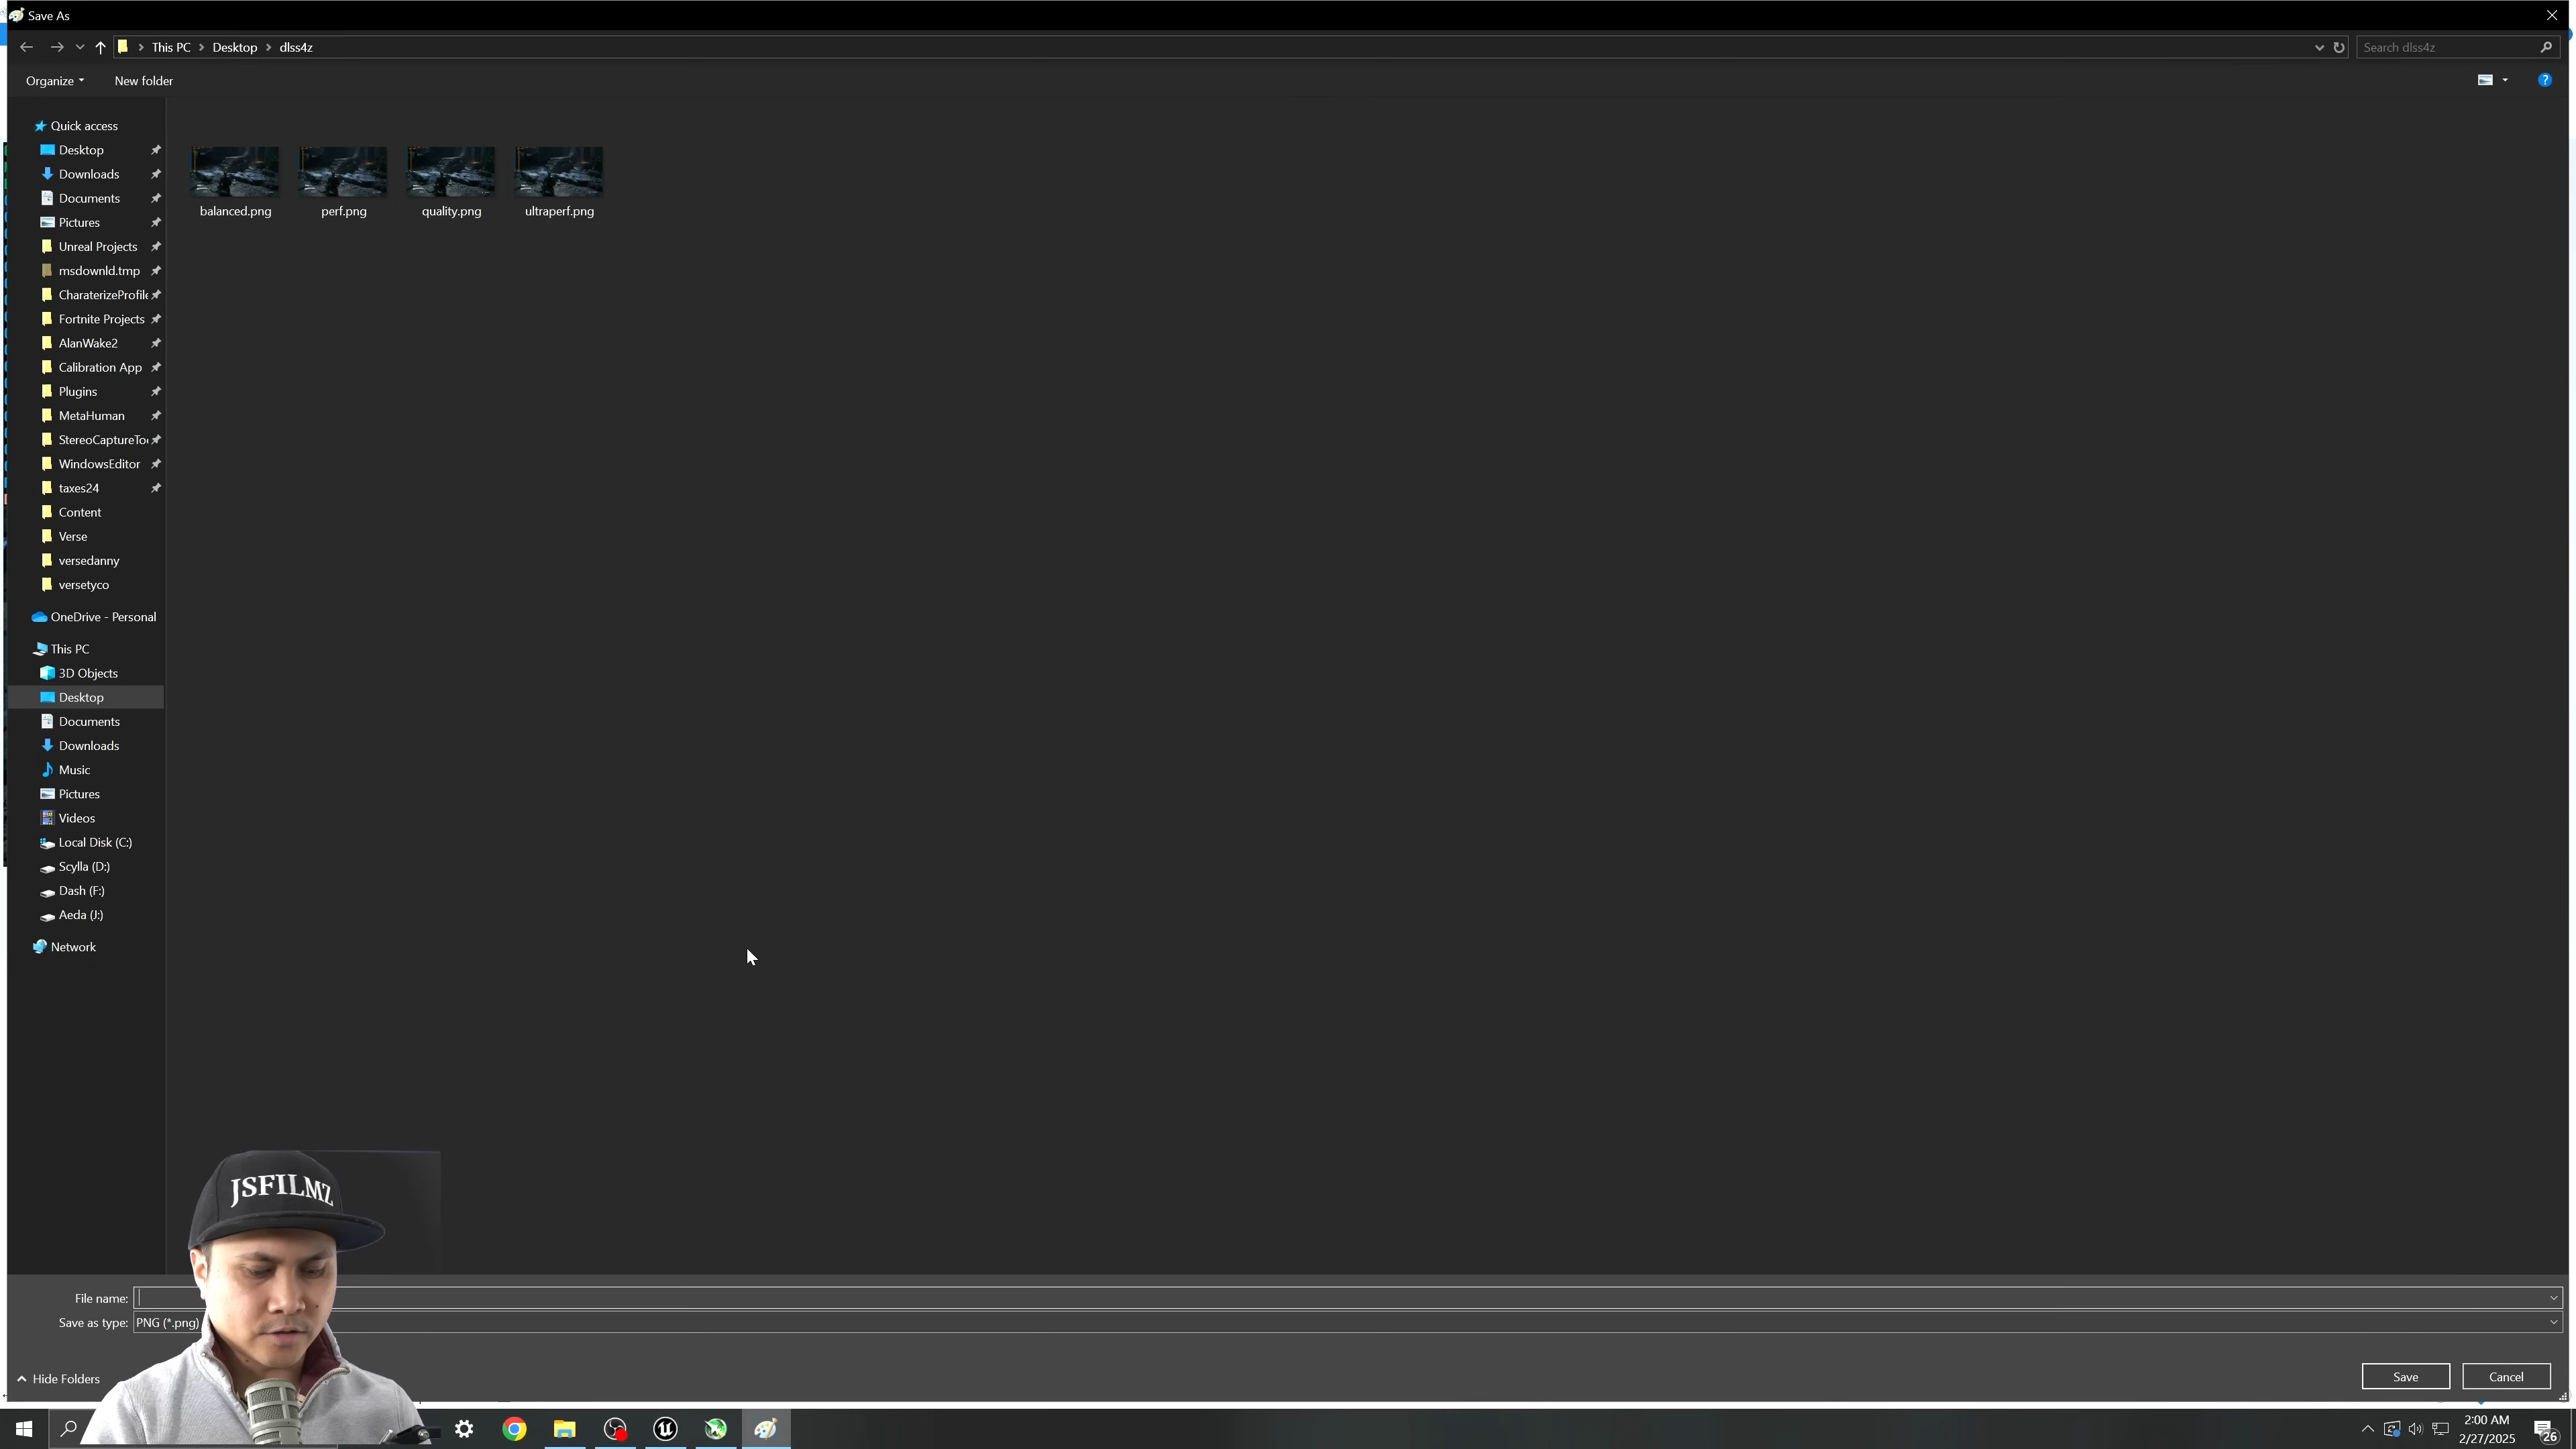 Save As
This PC
Desktop
dlss4z
Search dlss4z
Organize
New folder
Quick access
Desktop
Downloads
Documents
Pictures
Unreal Projects
msdownld.tmp
CharaterizeProfile
Fortnite Projects
AlanWake2
Calibration App
Plugins
MetaHuman
StereoCaptureToo
WindowsEditor
taxes24
Content
Verse
versedanny
versetyco
OneDrive - Personal
This PC
3D Objects
Desktop
Documents
Downloads
Music
Pictures
Videos
Local Disk (C:)
Scylla (D:)
Dash (F:)
Aeda (J:)
Network
balanced.png
perf.png
quality.png
ultraperf.png
JSFILMZ
File name:
Save as type:
PNG (*.png)
Hide Folders
Save
Cancel
2:00 AM
2/27/2025
26